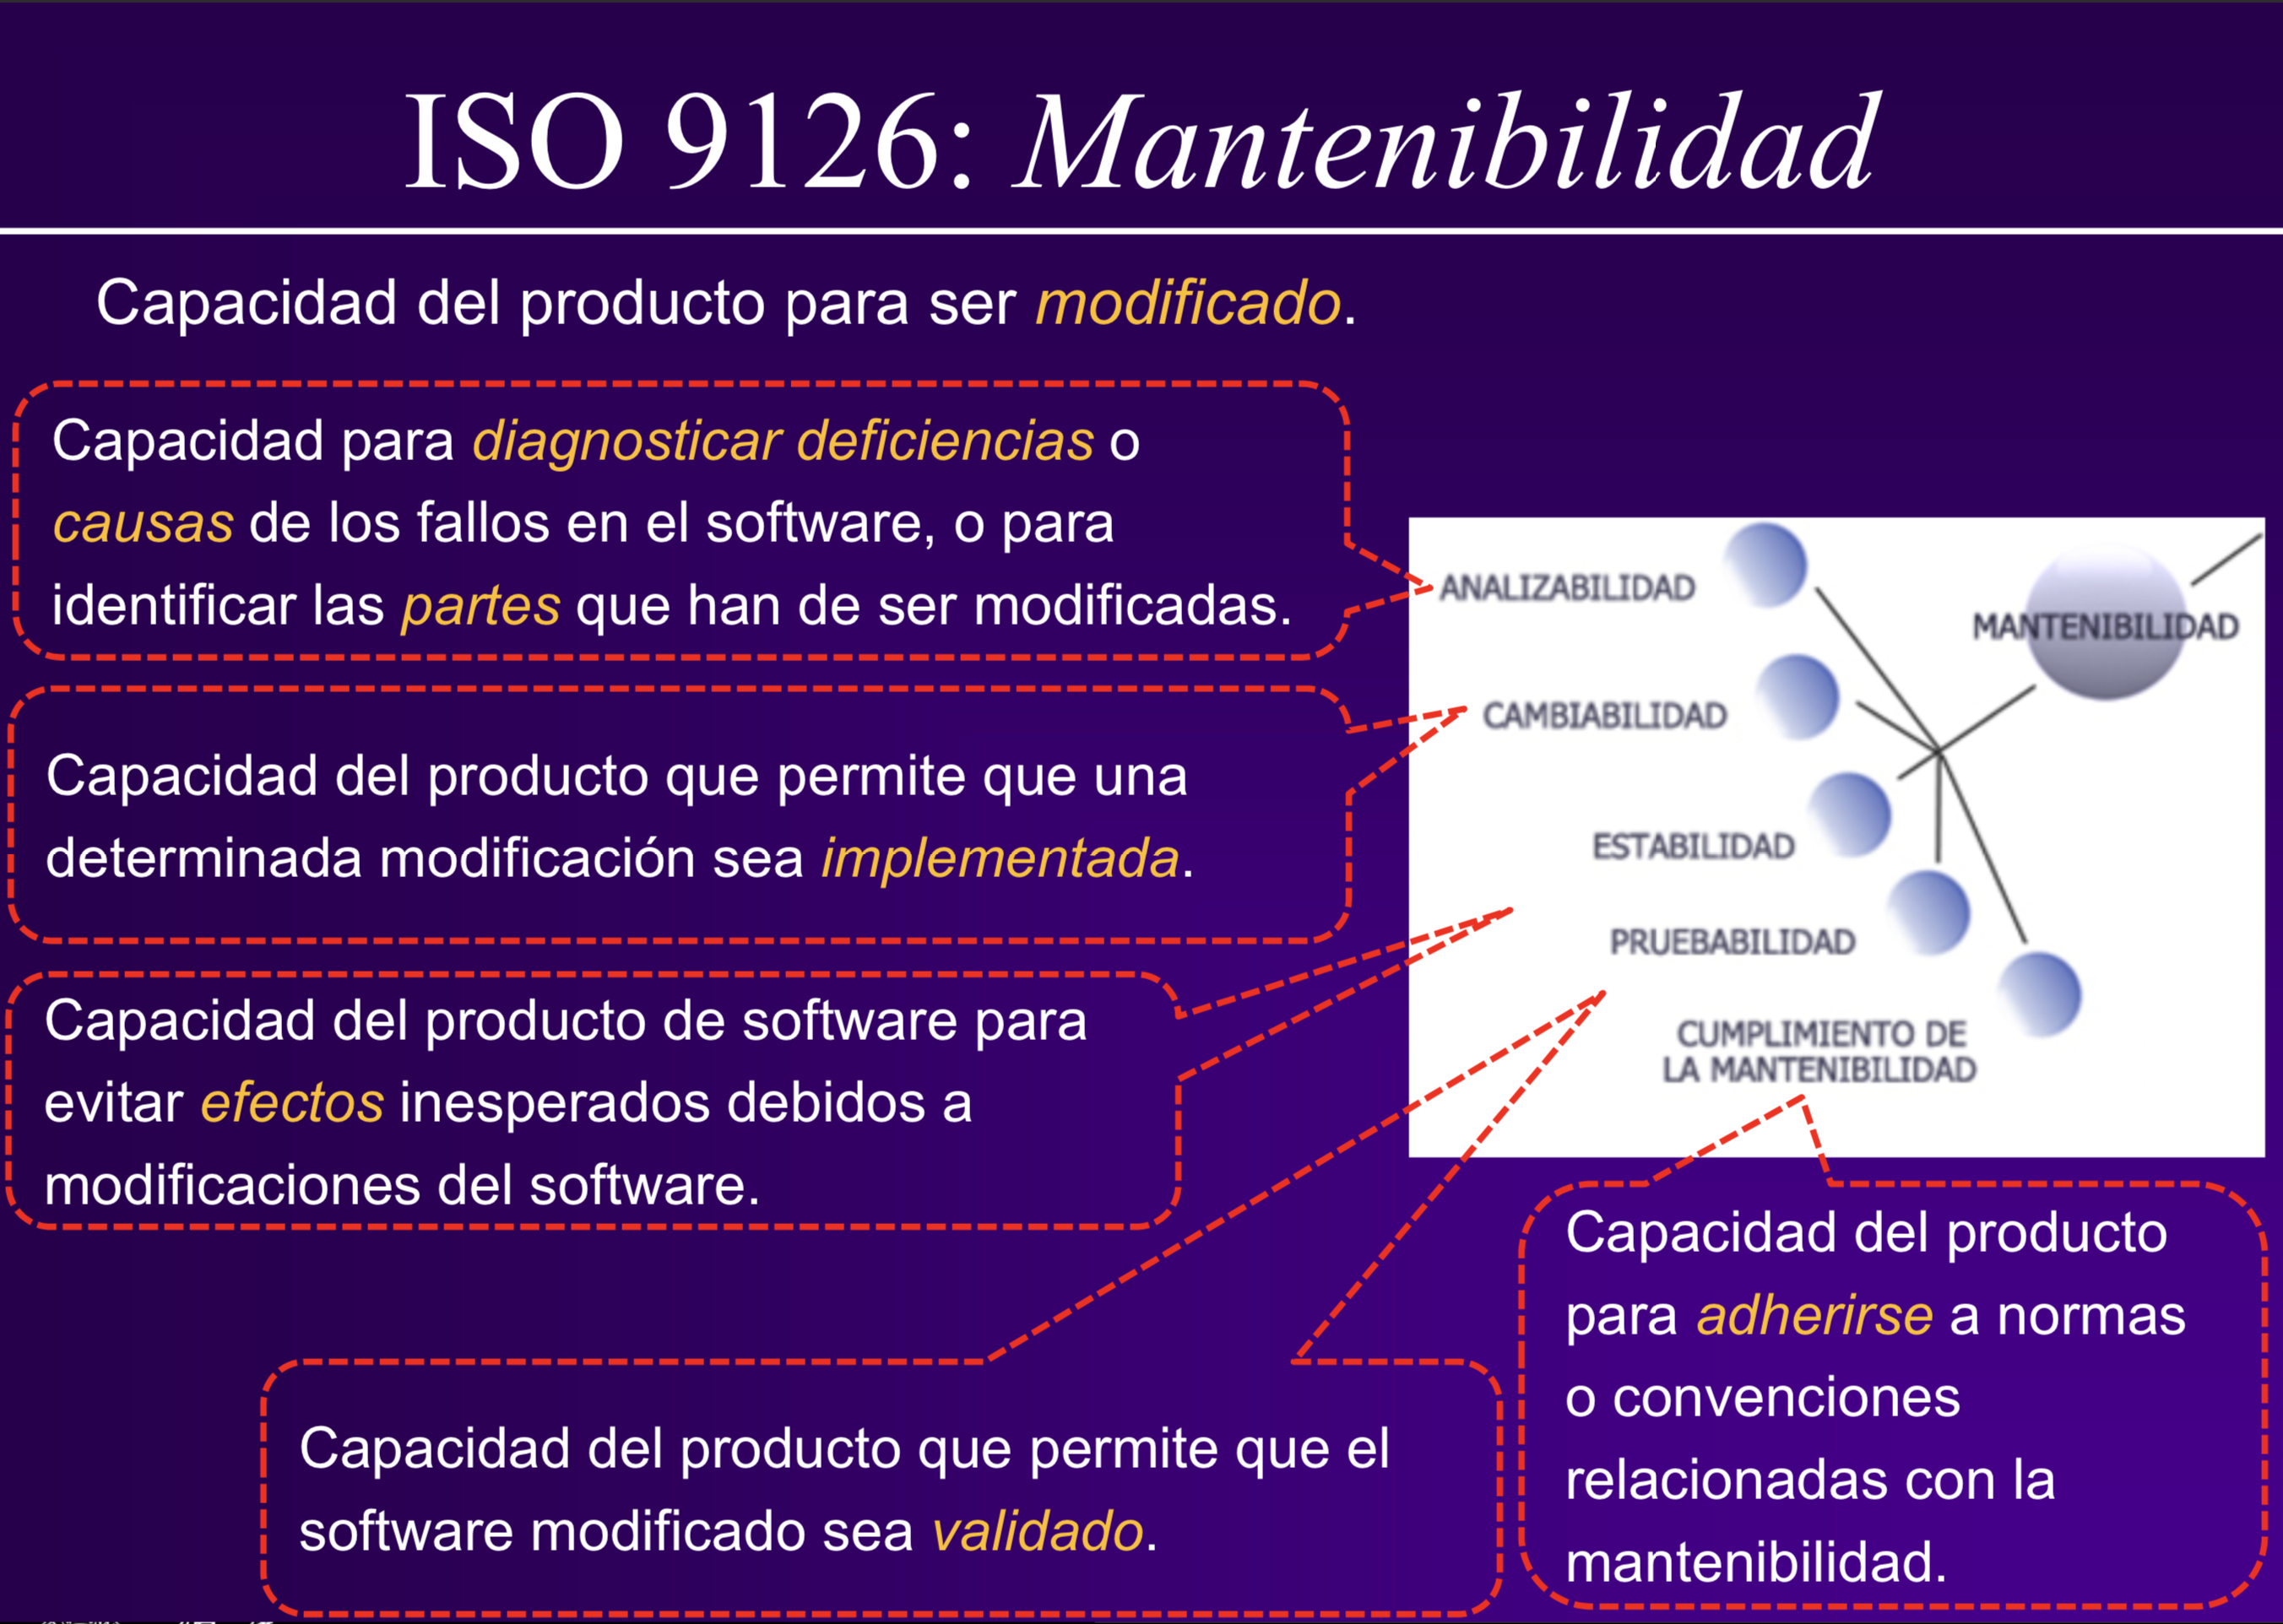 ISO 9126: Mantenibilidad
Capacidad del producto para ser modificado.
Capacidad para diagnosticar deficiencias o
causas de los fallos en el software, o para
identificar las partes que han de ser modificadas.
Capacidad del producto que permite que una
determinada modificación sea implementada.
Capacidad del producto de software para
evitar efectos inesperados debidos a
modificaciones del software.
Capacidad del producto que permite que el
software modificado sea validado.
ANALIZABILIDAD
MANTENIBILIDAD
CAMBIABILIDAD
ESTABILIDAD
PRUEBABILIDAD
CUMPLIMIENTO DE
LA MANTENIBILIDAD
Capacidad del producto
para adherirse a normas
o convenciones
relacionadas con la
mantenibilidad.